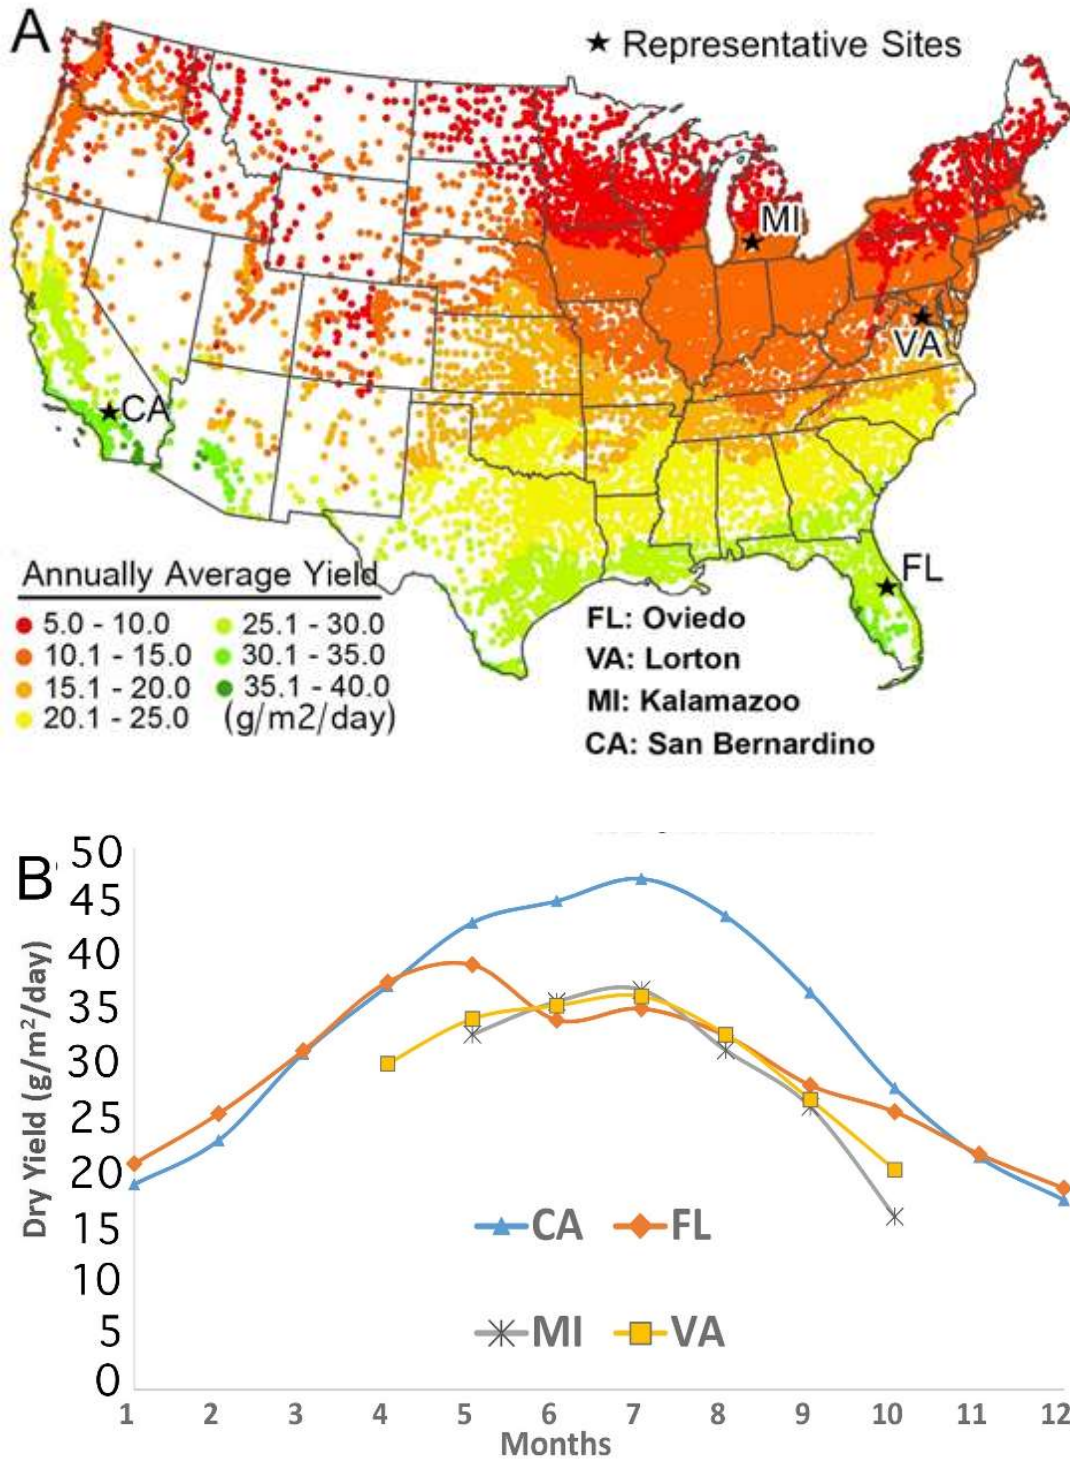 A
★ Representative Sites
MI
VA
CA
FL
Annually Average Yield
5.0 - 10.0
10.1 - 15.0
15.1 - 20.0
20.1 - 25.0
25.1 - 30.0
30.1 - 35.0
35.1 - 40.0
(g/m2/day)
FL: Oviedo
VA: Lorton
MI: Kalamazoo
CA: San Bernardino
B
Dry Yield (g/m²/day)
50
45
40
35
30
25
20
15
10
5
0
CA FL
MI VA
1 2 3 4 5 6 7 8 9 10 11 12
Months